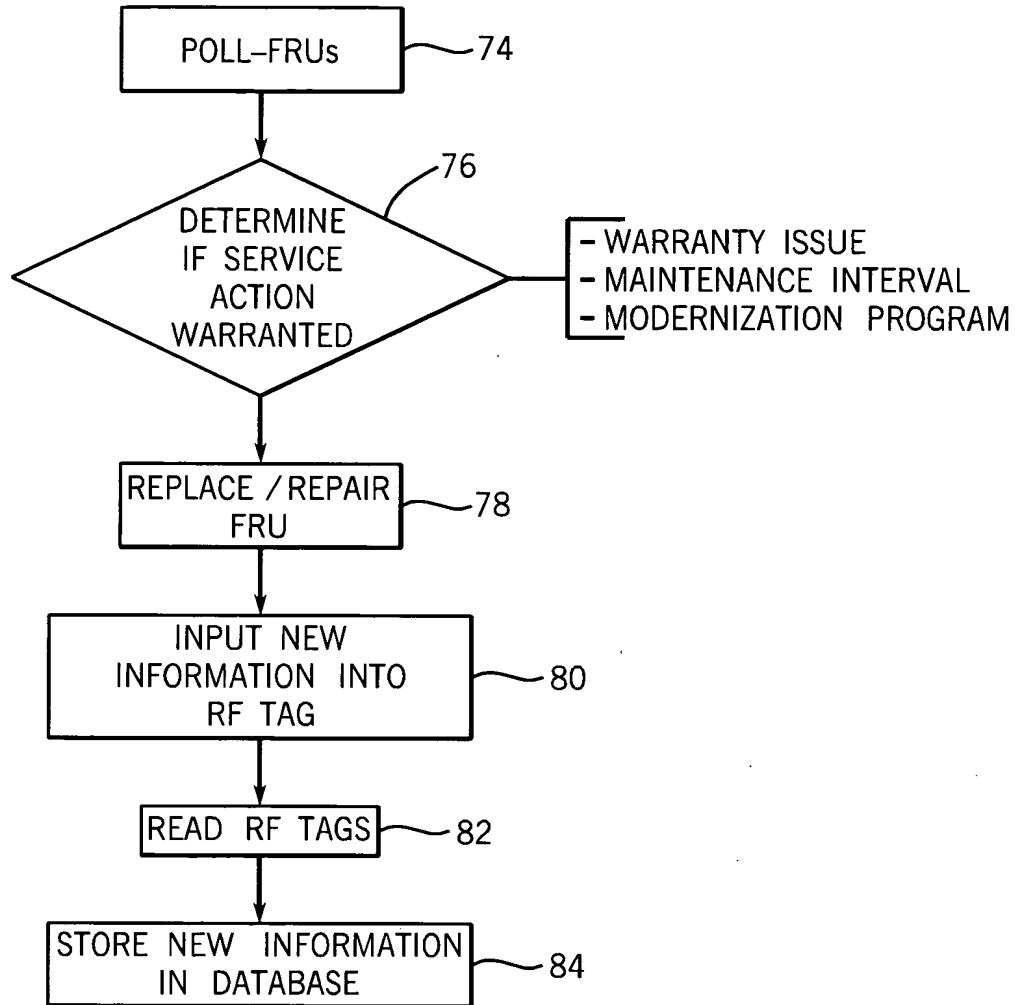 POLL-FRUs
74
76
DETERMINE
IF SERVICE
ACTION
WARRANTED
- WARRANTY ISSUE
- MAINTENANCE INTERVAL
- MODERNIZATION PROGRAM
REPLACE / REPAIR
FRU
78
INPUT NEW
INFORMATION INTO
RF TAG
80
READ RF TAGS
82
STORE NEW INFORMATION
IN DATABASE
84